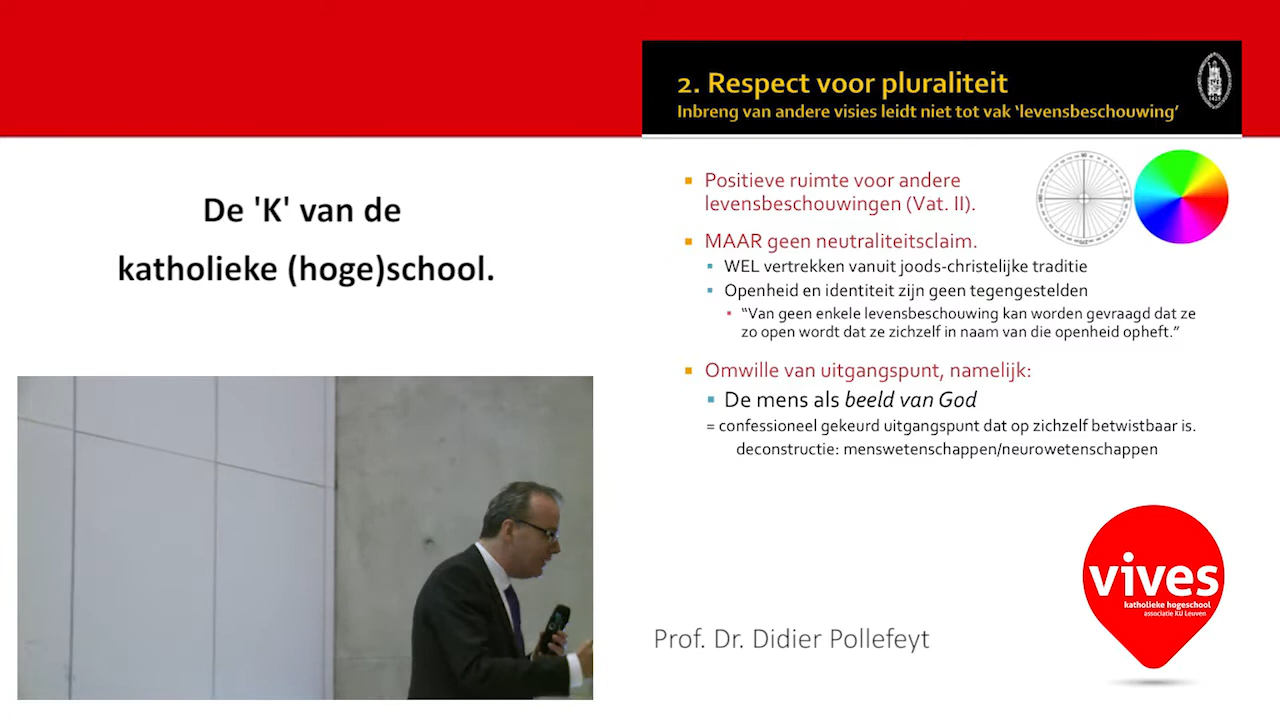 De 'K' van de
katholieke (hoge)school.
2. Respect voor pluraliteit
Inbreng van andere visies leidt niet tot vak ‘levensbeschouwing’
Positieve ruimte voor andere
levensbeschouwingen (Vat. II).
MAAR geen neutraliteitsclaim.
WEL vertrekken vanuit joods-christelijke traditie
Openheid en identiteit zijn geen tegengestelden
“Van geen enkele levensbeschouwing kan worden gevraagd dat ze
zo open wordt dat ze zichzelf in naam van die openheid opheft.”
Omwille van uitgangspunt, namelijk:
De mens als beeld van God
= confessioneel gekeurd uitgangspunt dat op zichzelf betwistbaar is.
deconstructie: menswetenschappen/neurowetenschappen
vives
katholieke hogeschool
associatie KU Leuven
Prof. Dr. Didier Pollefeyt